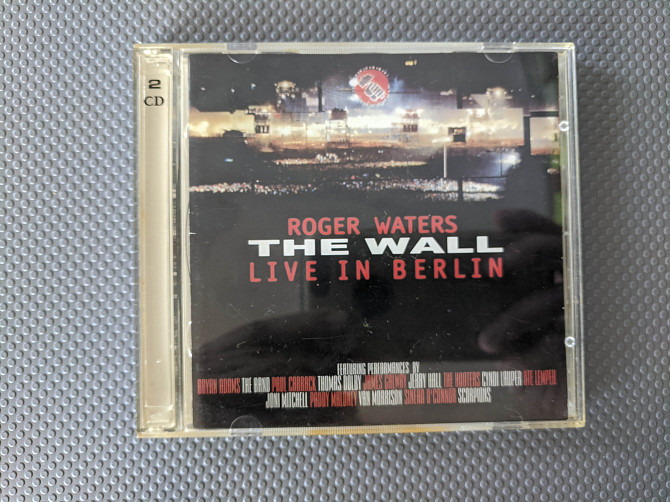 2
CD
ROGER WATERS
THE WALL
LIVE IN BERLIN
FEATURING PERFORMANCES BY
BRYAN ADAMS THE BAND PAUL CARRACK THOMAS DOLBY JAMES GALWAY JERRY HALL THE HOOTERS CYNDI LAUPER UTE LEMPER
JONI MITCHELL PADDY MOLONEY VAN MORRISON SINEAD O'CONNOR SCORPIONS